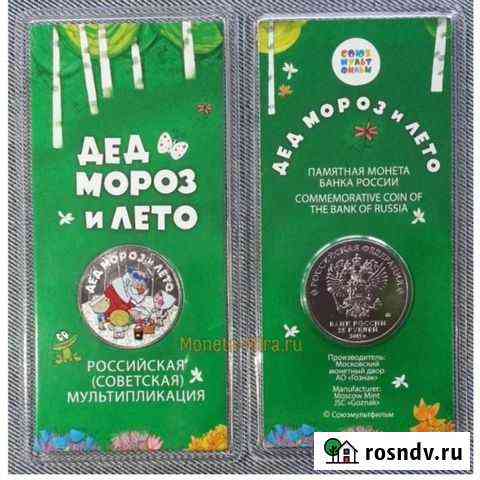 ДЕД
МОРОЗ
и ЛЕТО
ДЕД МОРОЗ и ЛЕТО
РОССИЙСКАЯ
(СОВЕТСКАЯ)
МУЛЬТИПЛИКАЦИЯ
СОЮЗ
МУЛЬТ
ФИЛЬМ
ДЕД МОРОЗ и ЛЕТО
ПАМЯТНАЯ МОНЕТА
БАНКА РОССИИ
COMMEMORATIVE COIN OF
THE BANK OF RUSSIA
РОССИЙСКАЯ ФЕДЕРАЦИЯ
БАНК РОССИИ
25 РУБЛЕЙ
Производитель:
Московский
монетный двор
АО «Гознак»
Manufacturer:
Moscow Mint
JSC «Goznak»
© Союзмультфильм
rosndv.ru